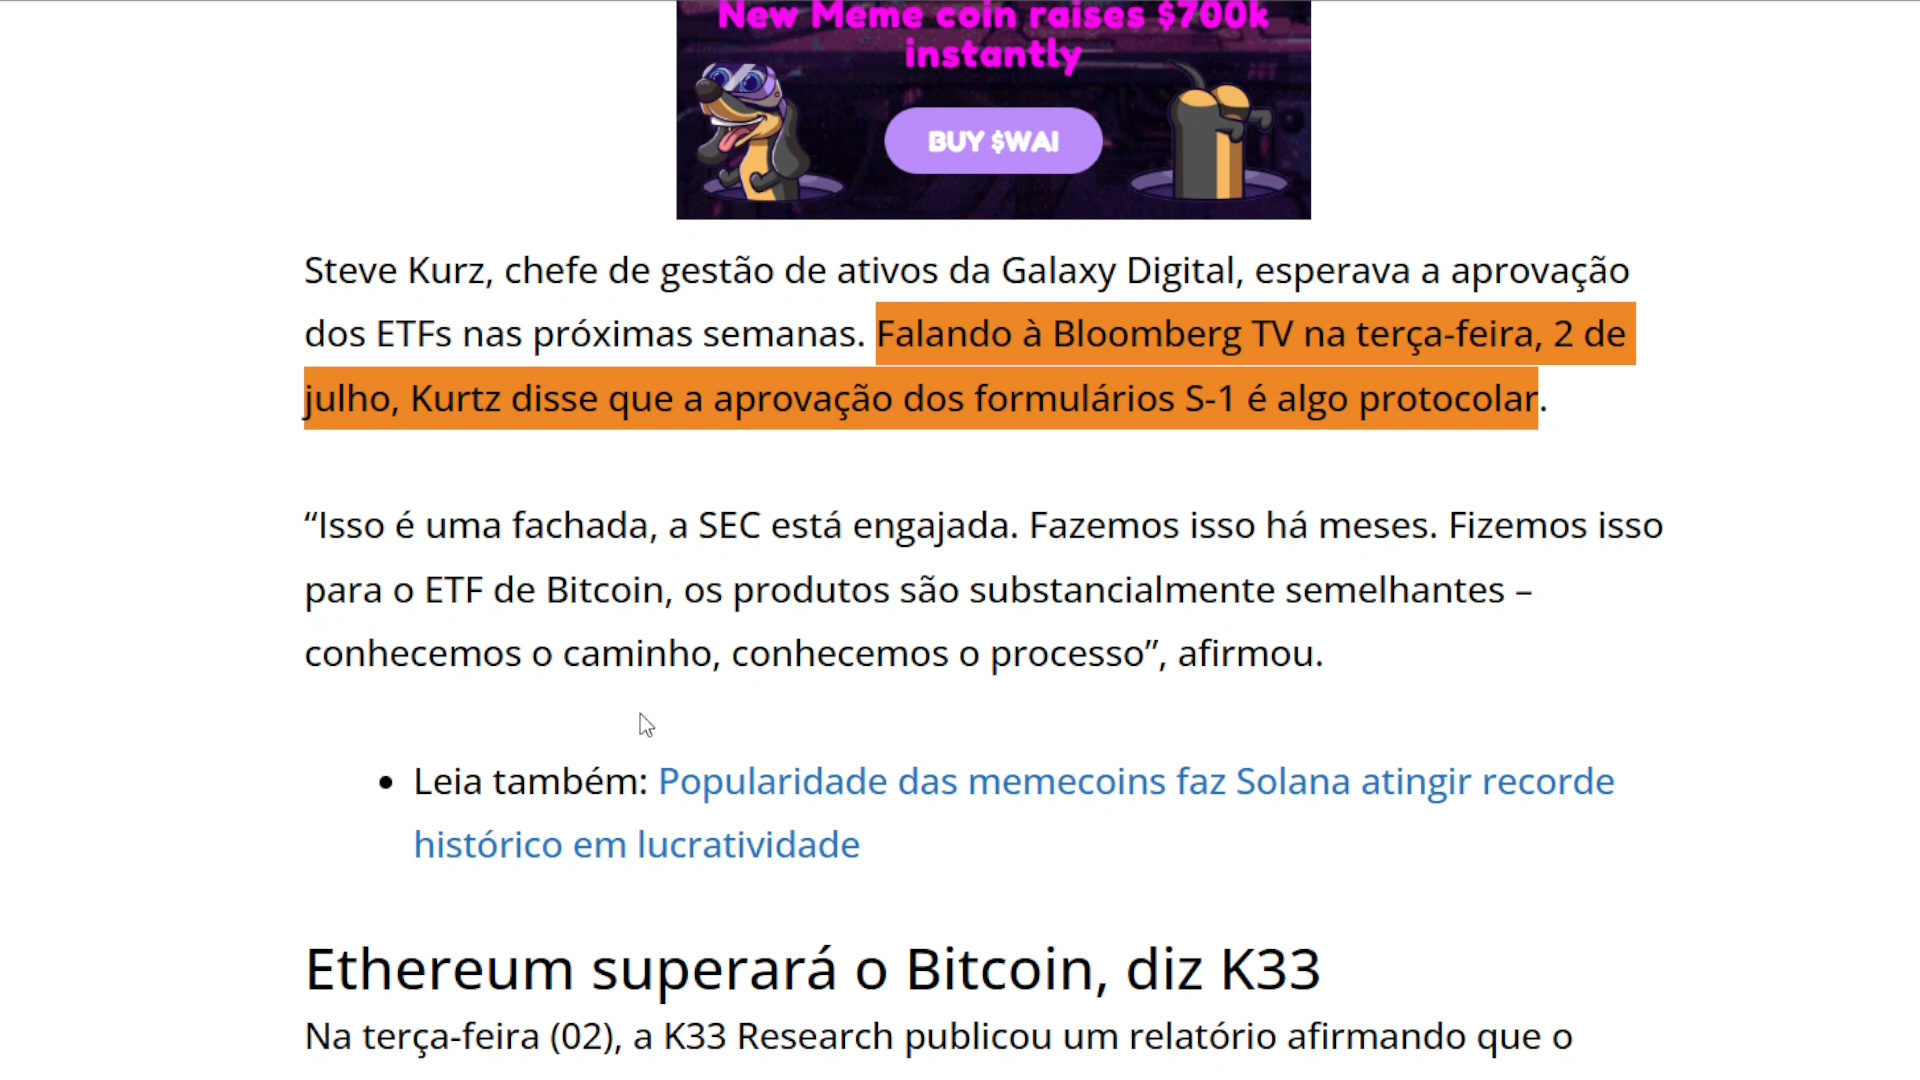 New Meme coin raises $700k
instantly
BUY $WAI
Steve Kurz, chefe de gestão de ativos da Galaxy Digital, esperava a aprovação
dos ETFs nas próximas semanas. Falando à Bloomberg TV na terça-feira, 2 de
julho, Kurtz disse que a aprovação dos formulários S-1 é algo protocolar.
“Isso é uma fachada, a SEC está engajada. Fazemos isso há meses. Fizemos isso
para o ETF de Bitcoin, os produtos são substancialmente semelhantes –
conhecemos o caminho, conhecemos o processo”, afirmou.
• Leia também: Popularidade das memecoins faz Solana atingir recorde
histórico em lucratividade
Ethereum superará o Bitcoin, diz K33
Na terça-feira (02), a K33 Research publicou um relatório afirmando que o